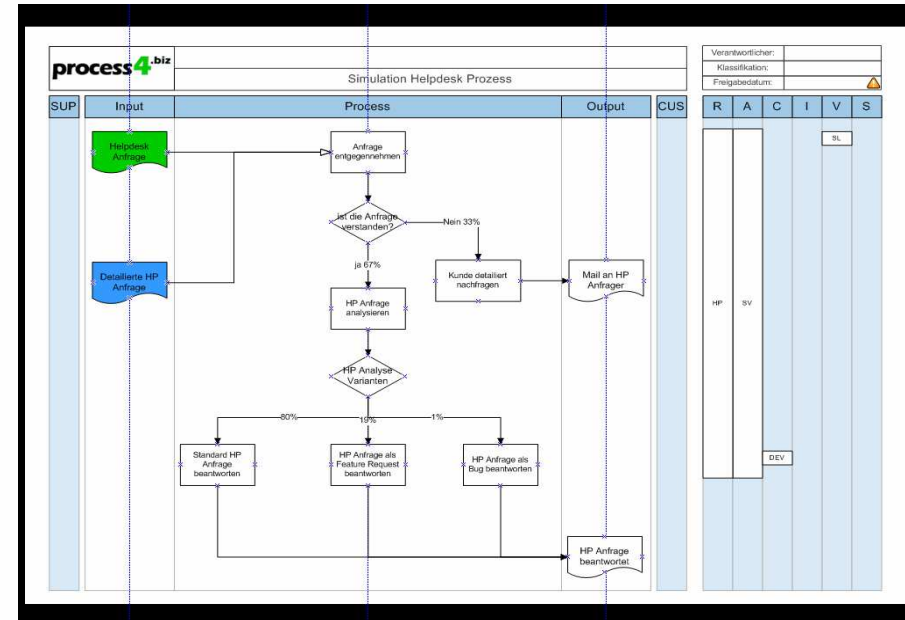 process4.biz
Simulation Helpdesk Prozess
Verantwortlicher:
Klassifikation:
Freigabedatum:
SUP
Input
Process
Output
CUS
R
A
C
I
V
S
Helpdesk
Anfrage
Anfrage
entgegennehmen
SL
ist die Anfrage
verstanden?
Nein 33%
ja 67%
Detaillierte HP
Anfrage
Kunde detailiert
nachfragen
Mail an HP
Anfrager
HP Anfrage
analysieren
HP
SV
HP Analyse
Varianten
80%
19%
1%
Standard HP
Anfrage
beantworten
HP Anfrage als
Feature Request
beantworten
HP Anfrage als
Bug beantworten
DEV
HP Anfrage
beantwortet